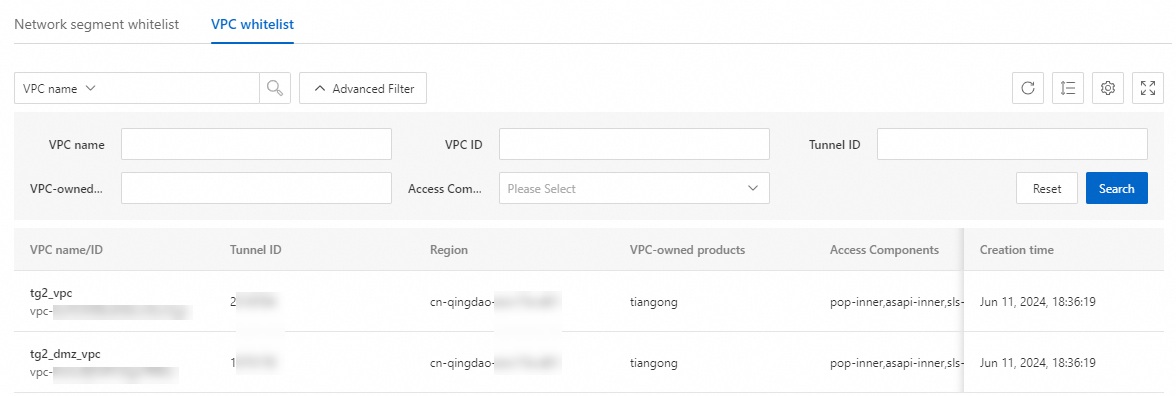 Network segment whitelist VPC whitelist
VPC name Advanced Filter
VPC name VPC ID Tunnel ID
VPC-owned... Access Com... Please Select Reset Search
VPC name/ID Tunnel ID Region VPC-owned products Access Components Creation time
tg2_vpc
vpc- 2 cn-qingdao- tiangong pop-inner,asapi-inner,sls- Jun 11, 2024, 18:36:19
tg2_dmz_vpc
vpc- 1 cn-qingdao- tiangong pop-inner,asapi-inner,sls- Jun 11, 2024, 18:36:19